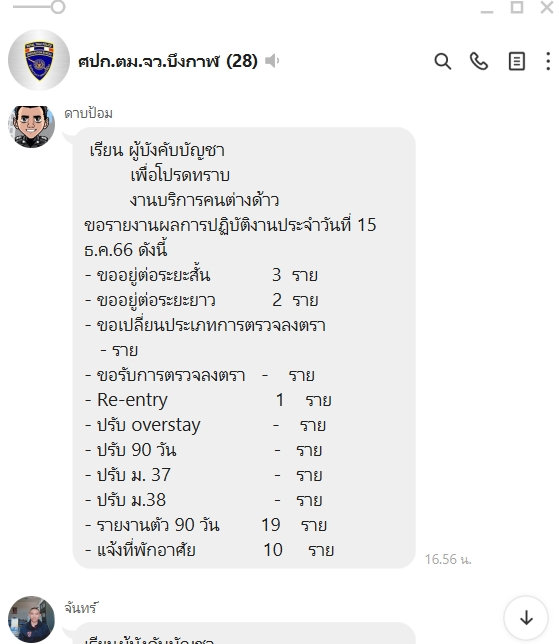 ศปก.ตม.จว.บึงกาฬ (28)
ดาบป้อม
เรียน ผู้บังคับบัญชา
เพื่อโปรดทราบ
งานบริการคนต่างด้าว
ขอรายงานผลการปฏิบัติงานประจำวันที่ 15
ธ.ค.66 ดังนี้
- ขออยู่ต่อระยะสั้น 3 ราย
- ขออยู่ต่อระยะยาว 2 ราย
- ขอเปลี่ยนประเภทการตรวจลงตรา
- ราย
- ขอรับการตรวจลงตรา - ราย
- Re-entry 1 ราย
- ปรับ overstay - ราย
- ปรับ 90 วัน - ราย
- ปรับ ม. 37 - ราย
- ปรับ ม.38 - ราย
- รายงานตัว 90 วัน 19 ราย
- แจ้งที่พักอาศัย 10 ราย
16.56 น.
จันทร์
เรียนผู้บังคับบัญชา